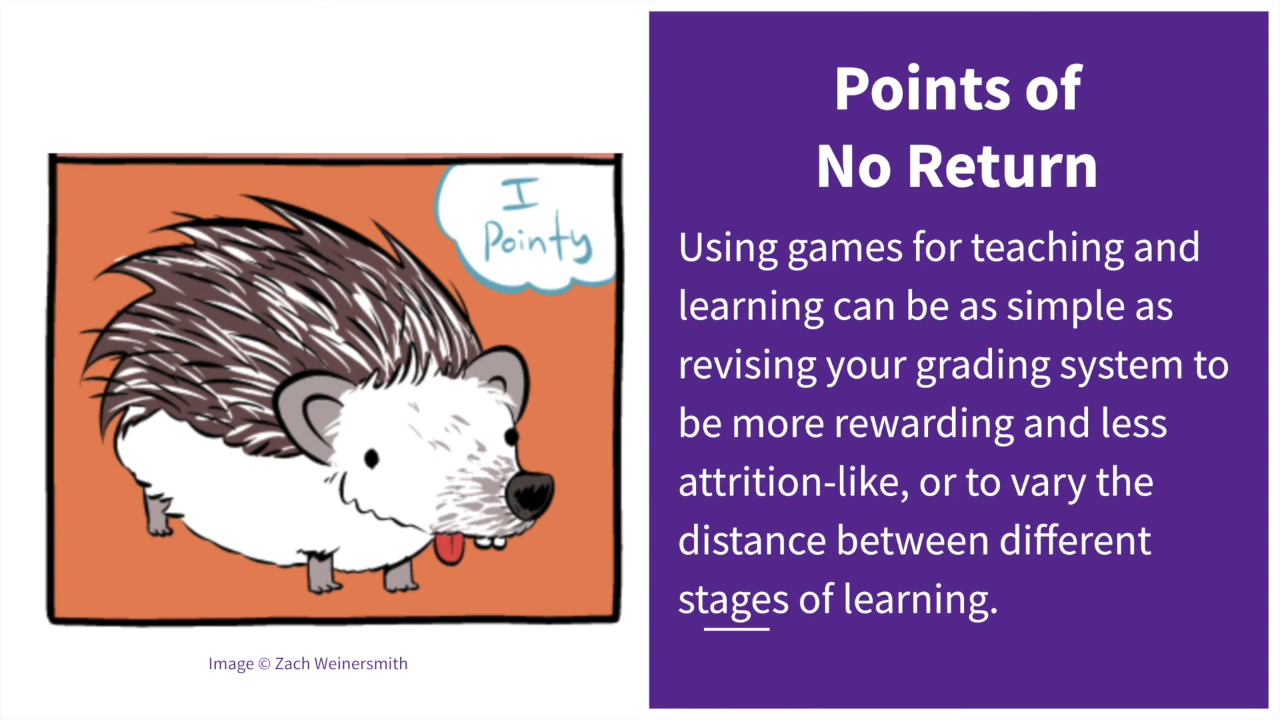 I
Pointy
Image © Zach Weinersmith
Points of
No Return
Using games for teaching and
learning can be as simple as
revising your grading system to
be more rewarding and less
attrition-like, or to vary the
distance between different
stages of learning.